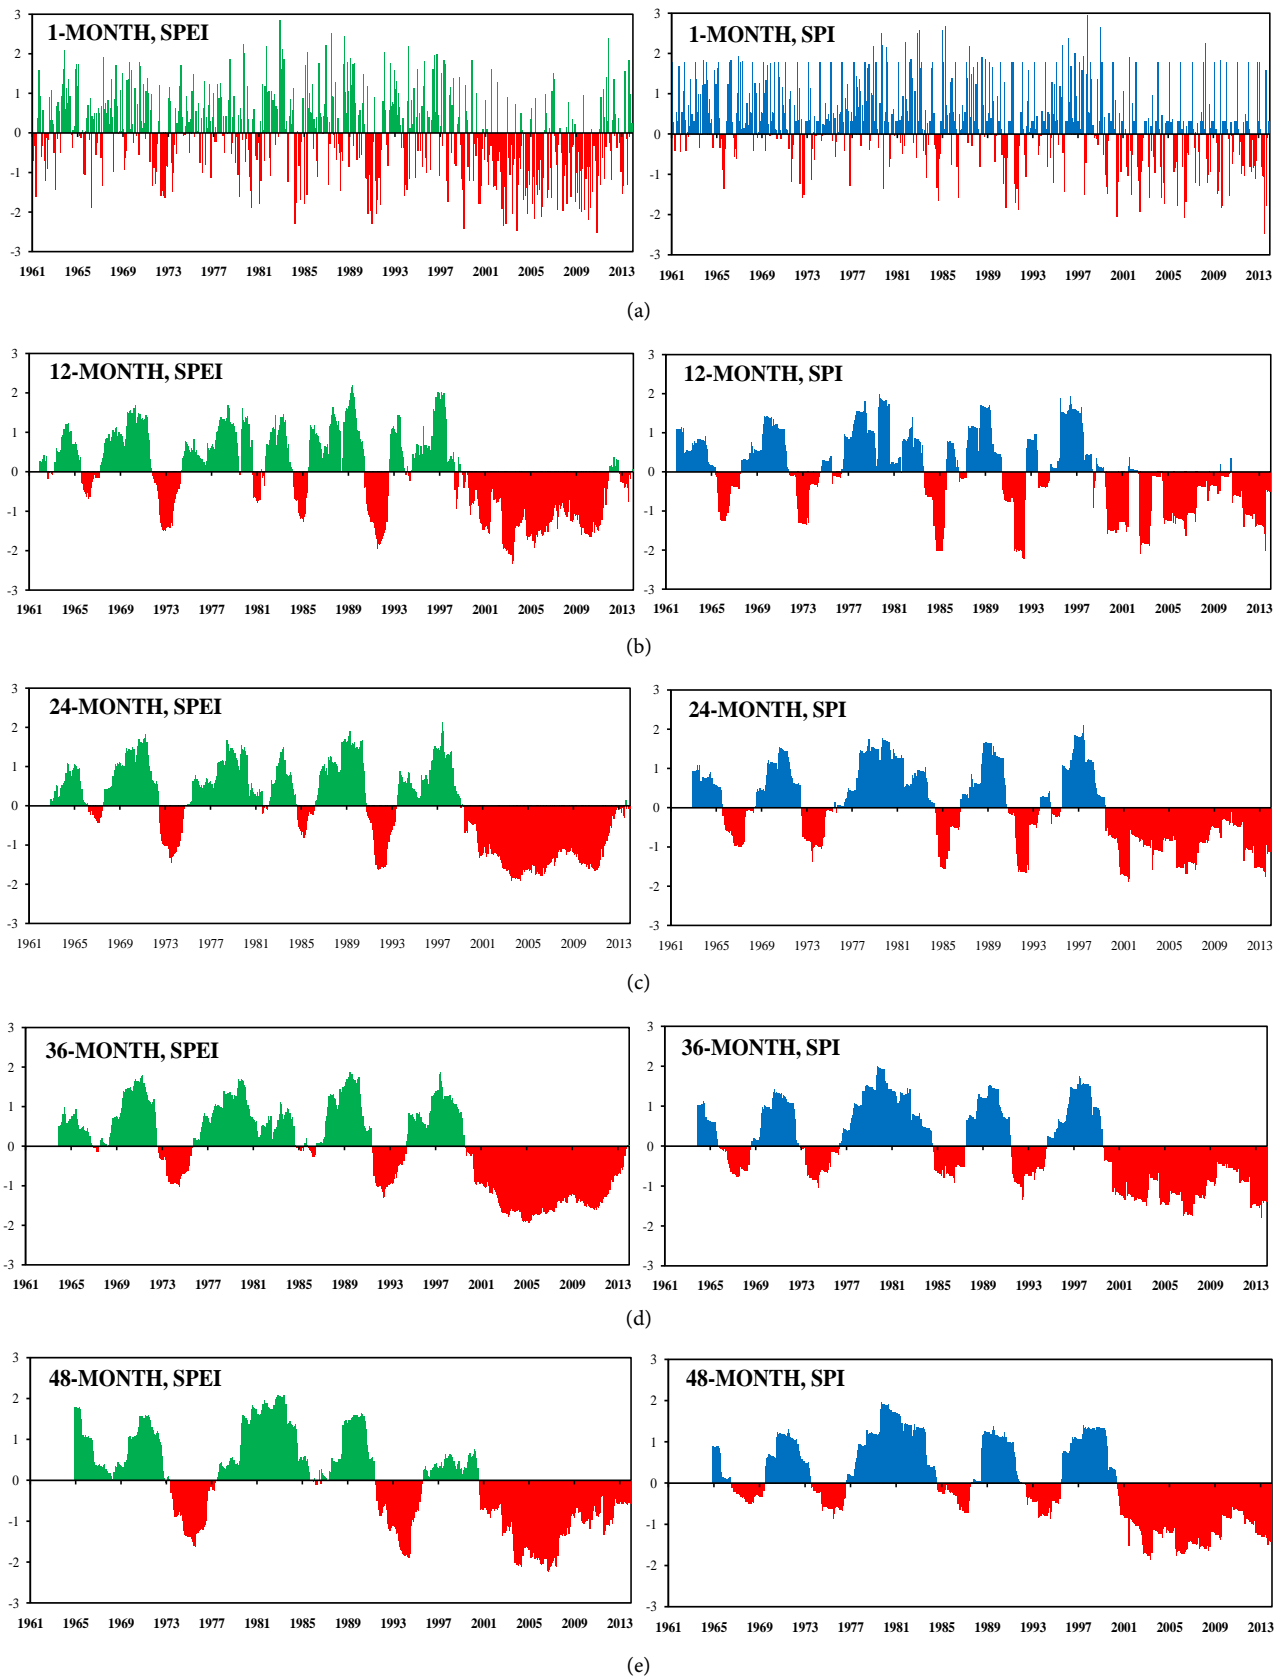 1-MONTH, SPEI
3
2
1
0
-1
-2
-3
1961 1965 1969 1973 1977 1981 1985 1989 1993 1997 2001 2005 2009 2013
1-MONTH, SPI
3
2
1
0
-1
-2
-3
1961 1965 1969 1973 1977 1981 1985 1989 1993 1997 2001 2005 2009 2013
(a)
12-MONTH, SPEI
3
2
1
0
-1
-2
-3
1961 1965 1969 1973 1977 1981 1985 1989 1993 1997 2001 2005 2009 2013
12-MONTH, SPI
3
2
1
0
-1
-2
-3
1961 1965 1969 1973 1977 1981 1985 1989 1993 1997 2001 2005 2009 2013
(b)
24-MONTH, SPEI
3
2
1
0
-1
-2
-3
1961 1965 1969 1973 1977 1981 1985 1989 1993 1997 2001 2005 2009 2013
24-MONTH, SPI
3
2
1
0
-1
-2
-3
1961 1965 1969 1973 1977 1981 1985 1989 1993 1997 2001 2005 2009 2013
(c)
36-MONTH, SPEI
3
2
1
0
-1
-2
-3
1961 1965 1969 1973 1977 1981 1985 1989 1993 1997 2001 2005 2009 2013
36-MONTH, SPI
3
2
1
0
-1
-2
-3
1961 1965 1969 1973 1977 1981 1985 1989 1993 1997 2001 2005 2009 2013
(d)
48-MONTH, SPEI
3
2
1
0
-1
-2
-3
1961 1965 1969 1973 1977 1981 1985 1989 1993 1997 2001 2005 2009 2013
48-MONTH, SPI
3
2
1
0
-1
-2
-3
1961 1965 1969 1973 1977 1981 1985 1989 1993 1997 2001 2005 2009 2013
(e)